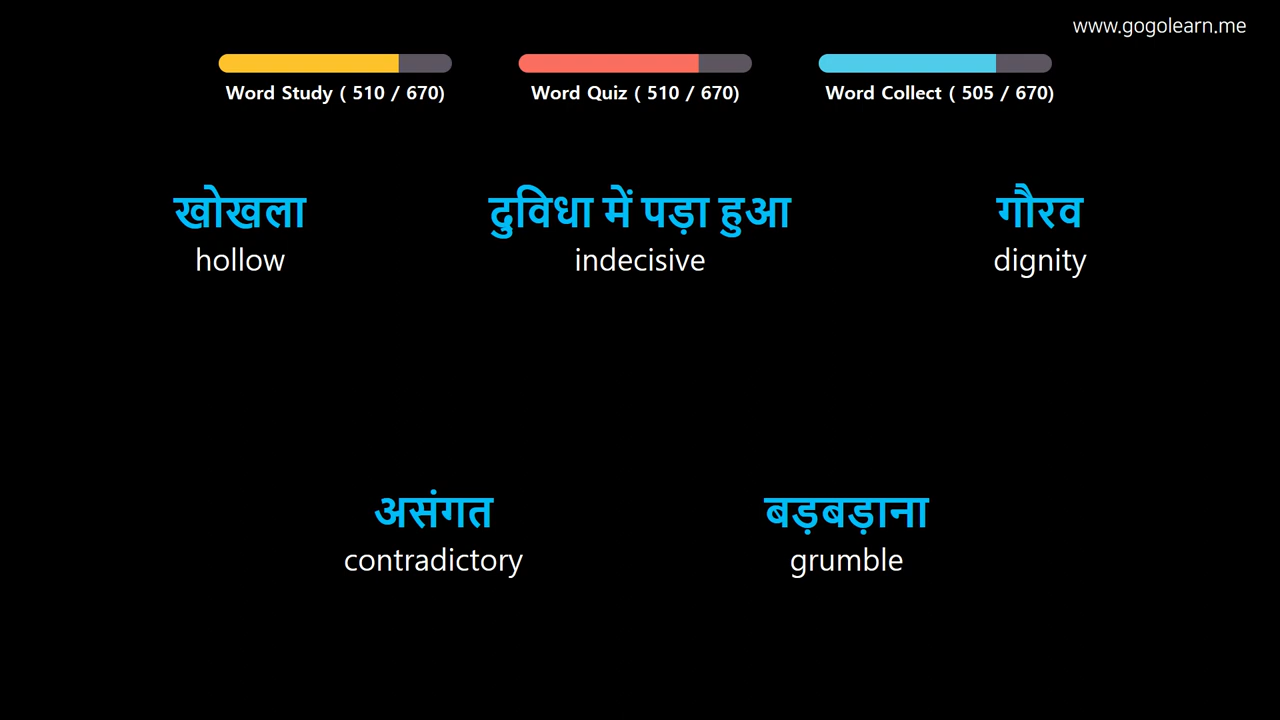 www.gogolearn.me
Word Study ( 510 / 670)
Word Quiz ( 510 / 670)
Word Collect ( 505 / 670)
खोखला
hollow
दुविधा में पड़ा हुआ
indecisive
गौरव
dignity
असंगत
contradictory
बड़बड़ाना
grumble